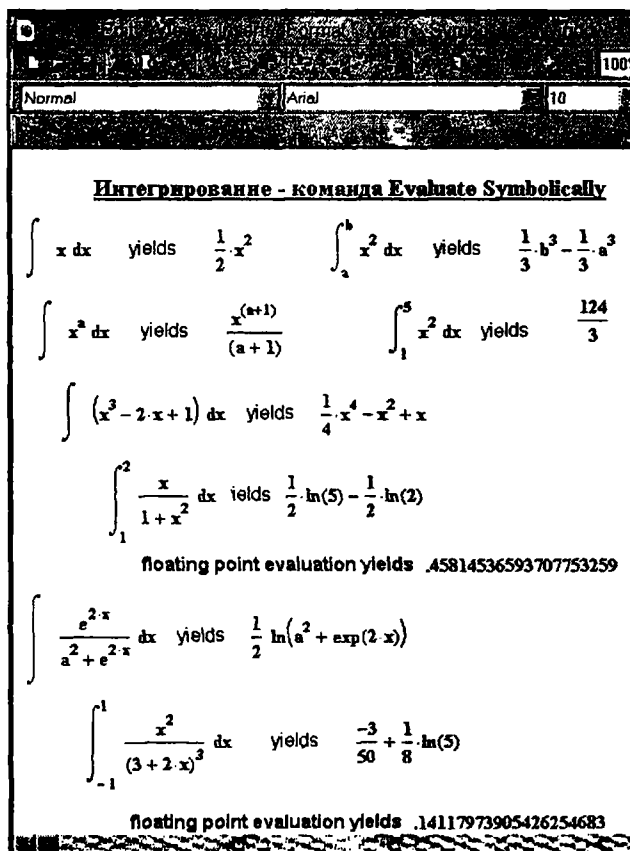 100%
Normal Arial 10
Интегрирование - команда Evaluate Symbolically
∫ x dx yields 1/2·x^2 ∫_a^b x^2 dx yields 1/3·b^3 − 1/3·a^3
∫ x^a dx yields x^(a+1)/(a + 1) ∫_1^5 x^2 dx yields 124/3
∫ (x^3 − 2·x + 1) dx yields 1/4·x^4 − x^2 + x
∫_1^2 x/(1 + x^2) dx ields 1/2·ln(5) − 1/2·ln(2)
floating point evaluation yields .45814536593707753259
∫ e^(2·x)/(a^2 + e^(2·x)) dx yields 1/2 ln(a^2 + exp(2·x))
∫_-1^1 x^2/(3 + 2·x)^3 dx yields -3/50 + 1/8·ln(5)
floating point evaluation yields .14117973905426254683